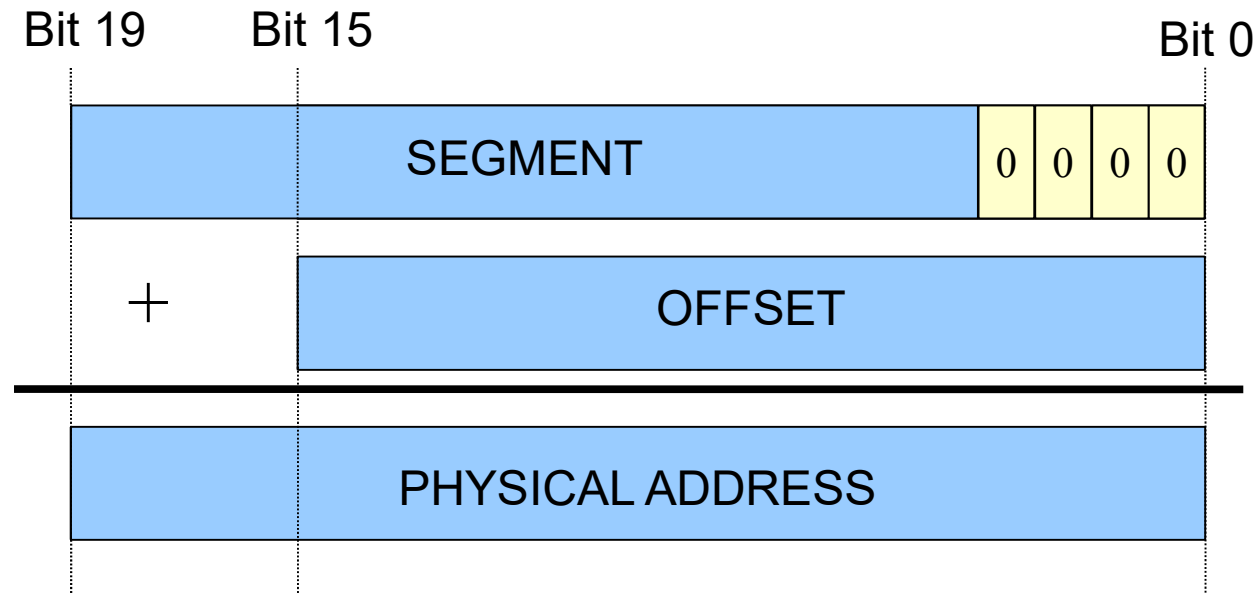 Bit 19 Bit 15 Bit 0
SEGMENT 0 0 0 0
+ OFFSET
PHYSICAL ADDRESS